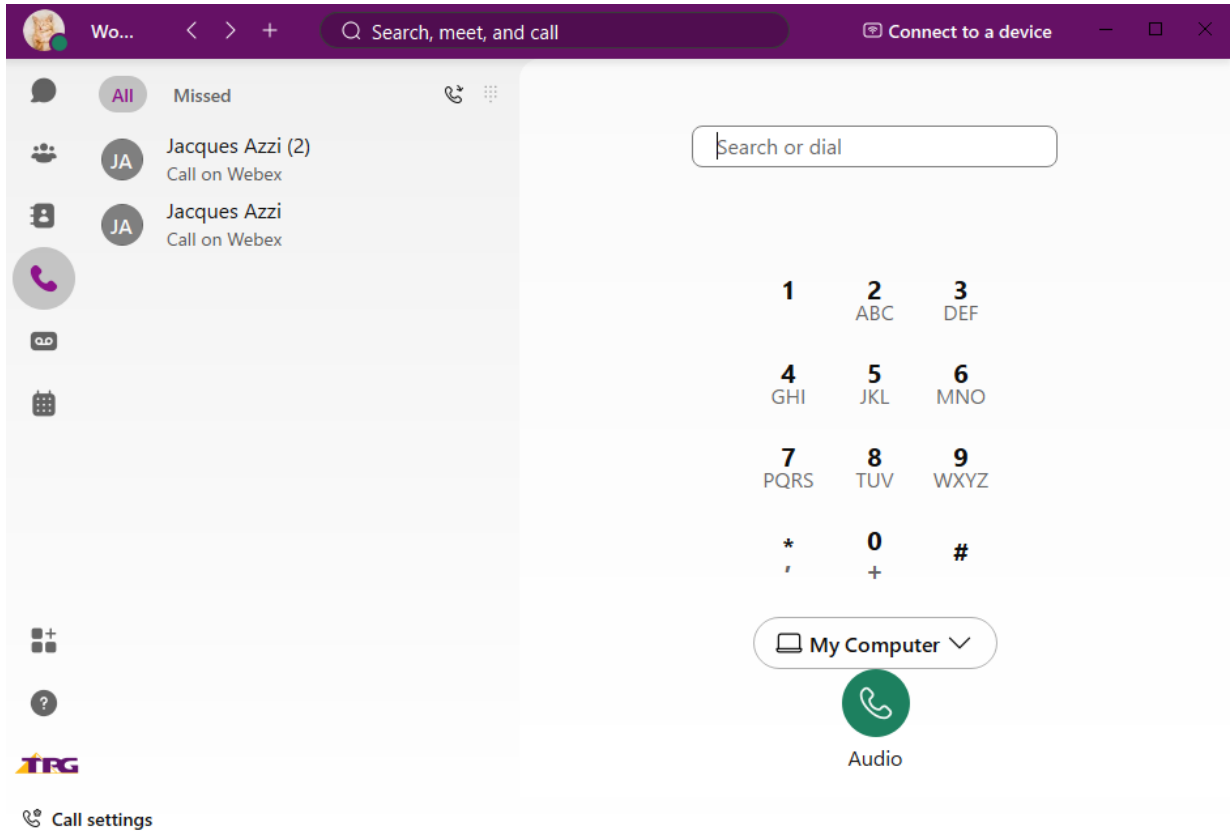 Wo...
Search, meet, and call
Connect to a device
All Missed
JA
Jacques Azzi (2)
Call on Webex
JA
Jacques Azzi
Call on Webex
Search or dial
1 2 3
ABC DEF
4 5 6
GHI JKL MNO
7 8 9
PQRS TUV WXYZ
* 0 #
, +
My Computer
Audio
?
TPG
Call settings